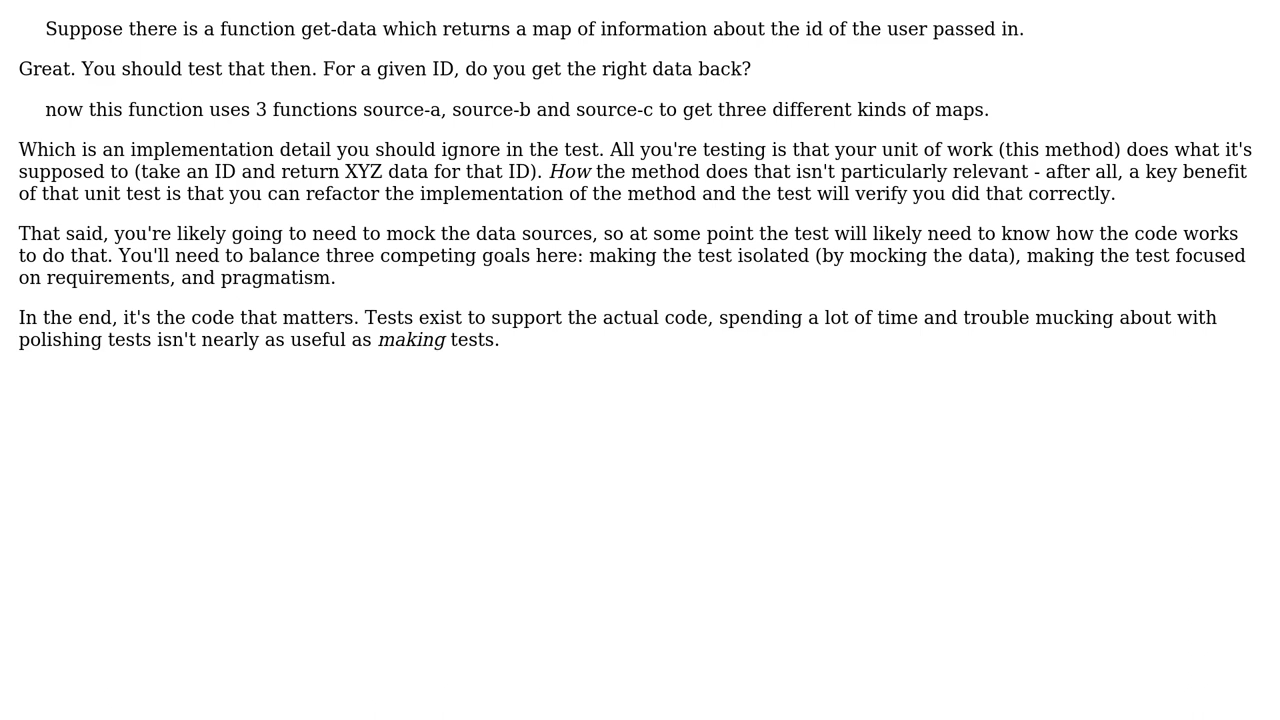 Suppose there is a function get-data which returns a map of information about the id of the user passed in.
Great. You should test that then. For a given ID, do you get the right data back?
now this function uses 3 functions source-a, source-b and source-c to get three different kinds of maps.
Which is an implementation detail you should ignore in the test. All you're testing is that your unit of work (this method) does what it's
supposed to (take an ID and return XYZ data for that ID). How the method does that isn't particularly relevant - after all, a key benefit
of that unit test is that you can refactor the implementation of the method and the test will verify you did that correctly.
That said, you're likely going to need to mock the data sources, so at some point the test will likely need to know how the code works
to do that. You'll need to balance three competing goals here: making the test isolated (by mocking the data), making the test focused
on requirements, and pragmatism.
In the end, it's the code that matters. Tests exist to support the actual code, spending a lot of time and trouble mucking about with
polishing tests isn't nearly as useful as making tests.